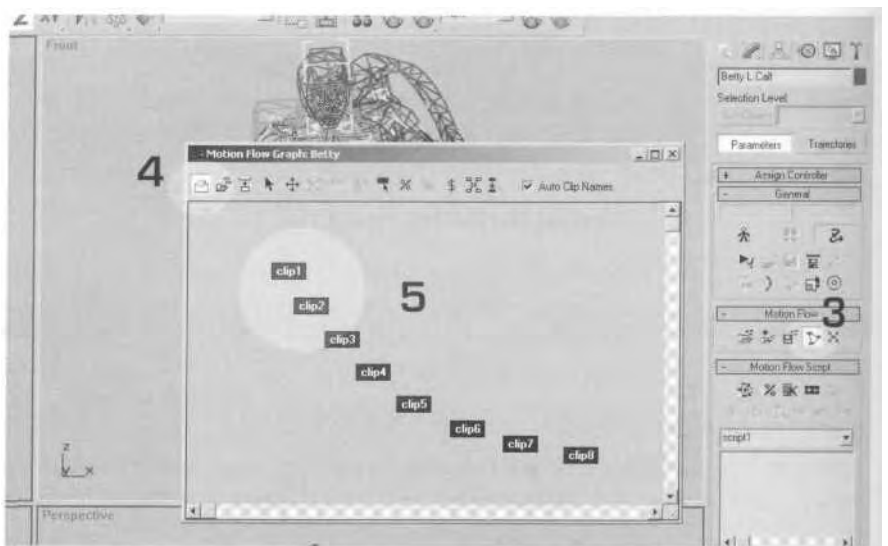 Front
Betty L Calf
Selection Level:
Parameters Trajectories
+ Assign Controller
- General
4
Motion Flow Graph: Betty
Auto Clip Names
clip1
5
clip2
clip3
clip4
clip5
clip6
clip7
clip8
- Motion Flow
3
- Motion Flow Script
script1
z
y x
Perspective